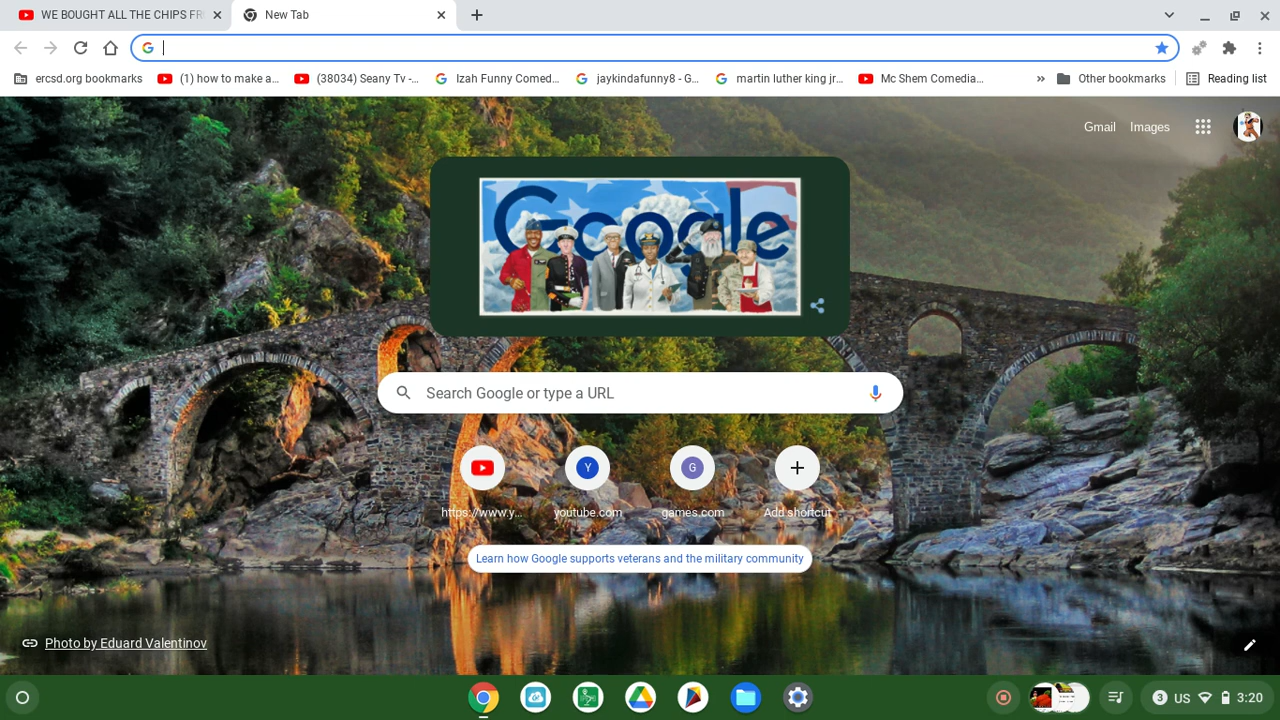 WE BOUGHT ALL THE CHIPS FR
New Tab
ercsd.org bookmarks
(1) how to make a...
(38034) Seany Tv -...
Izah Funny Comed...
jaykindafunny8 - G...
martin luther king jr...
Mc Shem Comedia...
»
Other bookmarks
Reading list
Gmail
Images
Google
Search Google or type a URL
Y
G
https://www.y...
youtube.com
games.com
Add shortcut
Learn how Google supports veterans and the military community
Photo by Eduard Valentinov
3
US
3:20